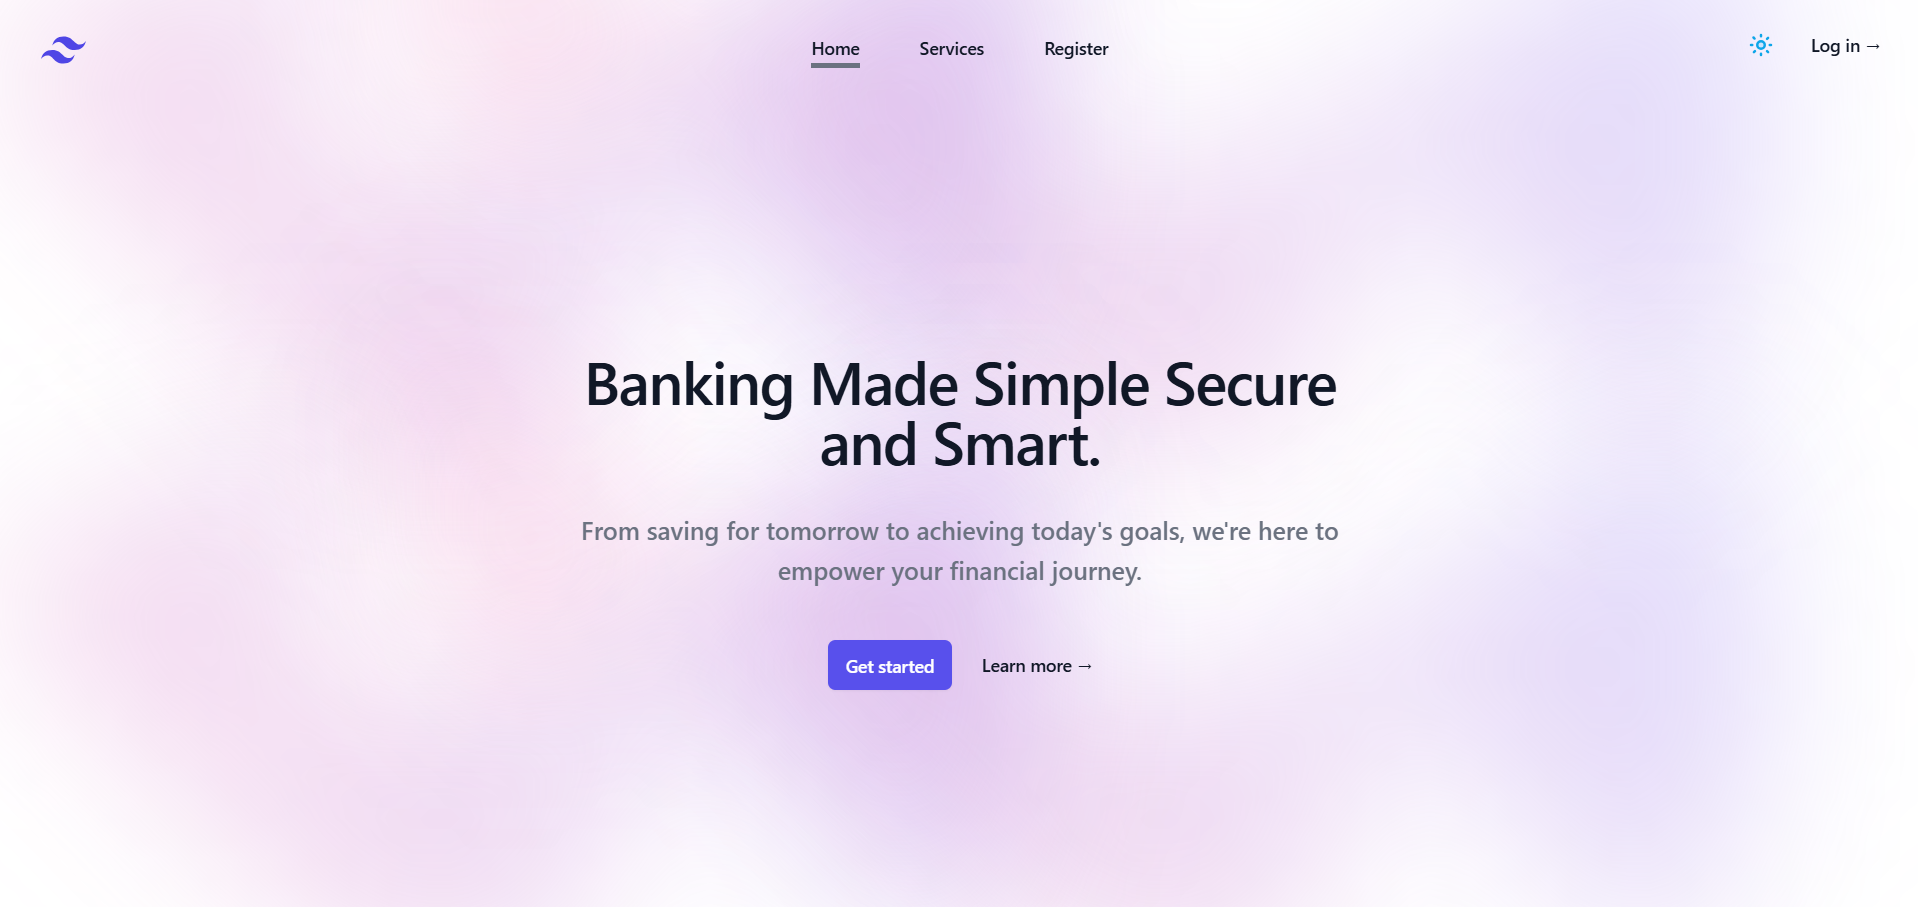 Home
Services
Register
Log in →
Banking Made Simple Secure
and Smart.
From saving for tomorrow to achieving today's goals, we're here to
empower your financial journey.
Get started
Learn more →